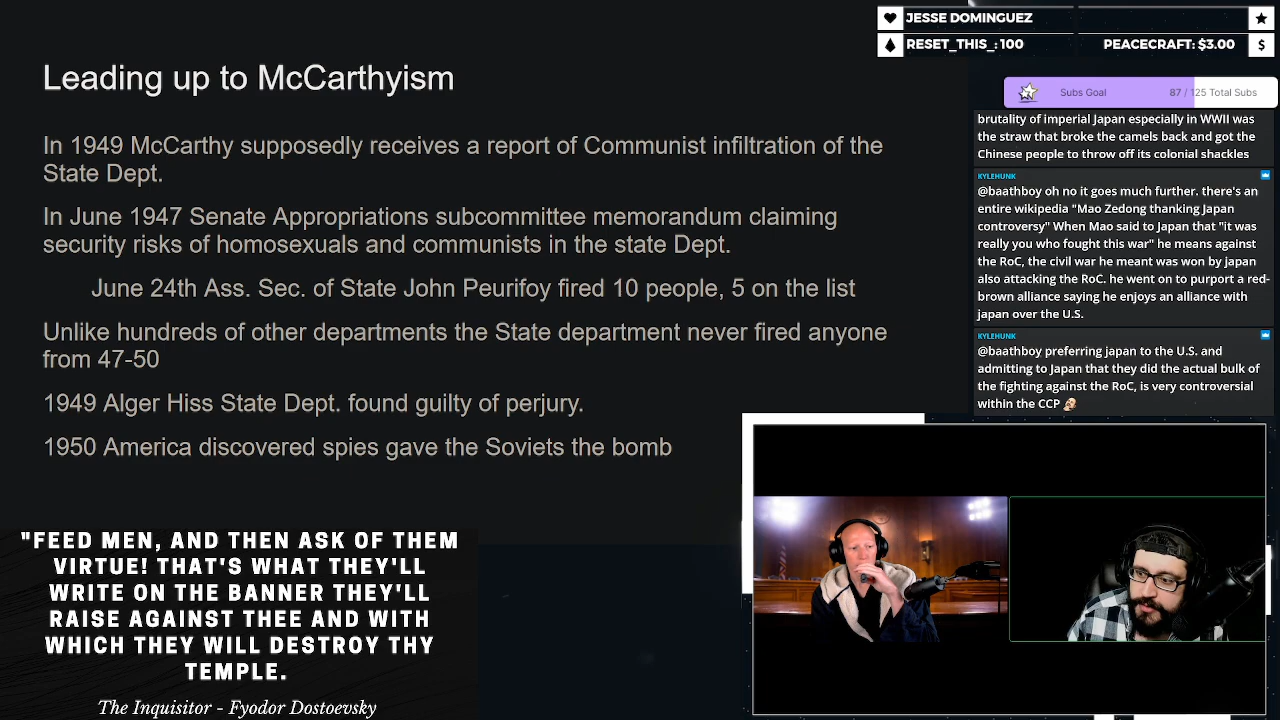 Leading up to McCarthyism
In 1949 McCarthy supposedly receives a report of Communist infiltration of the
State Dept.
In June 1947 Senate Appropriations subcommittee memorandum claiming
security risks of homosexuals and communists in the state Dept.
June 24th Ass. Sec. of State John Peurifoy fired 10 people, 5 on the list
Unlike hundreds of other departments the State department never fired anyone
from 47-50
1949 Alger Hiss State Dept. found guilty of perjury.
1950 America discovered spies gave the Soviets the bomb
"FEED MEN, AND THEN ASK OF THEM
VIRTUE! THAT'S WHAT THEY'LL
WRITE ON THE BANNER THEY'LL
RAISE AGAINST THEE AND WITH
WHICH THEY WILL DESTROY THY
TEMPLE.
The Inquisitor - Fyodor Dostoevsky
JESSE DOMINGUEZ
RESET_THIS_: 100
PEACECRAFT: $3.00
$
Subs Goal
87 / 125 Total Subs
brutality of imperial Japan especially in WWII was
the straw that broke the camels back and got the
Chinese people to throw off its colonial shackles
KYLEHUNK
@baathboy oh no it goes much further. there's an
entire wikipedia "Mao Zedong thanking Japan
controversy" When Mao said to Japan that "it was
really you who fought this war" he means against
the RoC, the civil war he meant was won by japan
also attacking the RoC. he went on to purport a red-
brown alliance saying he enjoys an alliance with
japan over the U.S.
KYLEHUNK
@baathboy preferring japan to the U.S. and
admitting to Japan that they did the actual bulk of
the fighting against the RoC, is very controversial
within the CCP